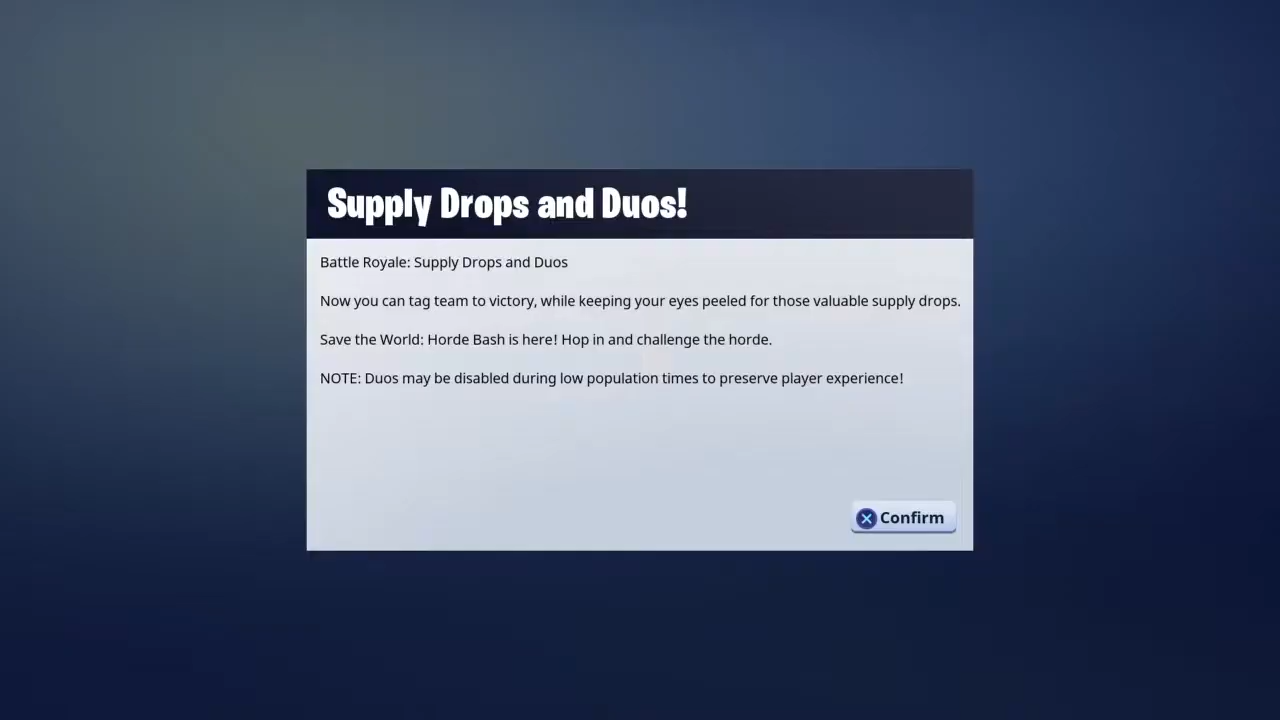 Supply Drops and Duos!
Battle Royale: Supply Drops and Duos
Now you can tag team to victory, while keeping your eyes peeled for those valuable supply drops.
Save the World: Horde Bash is here! Hop in and challenge the horde.
NOTE: Duos may be disabled during low population times to preserve player experience!
Confirm